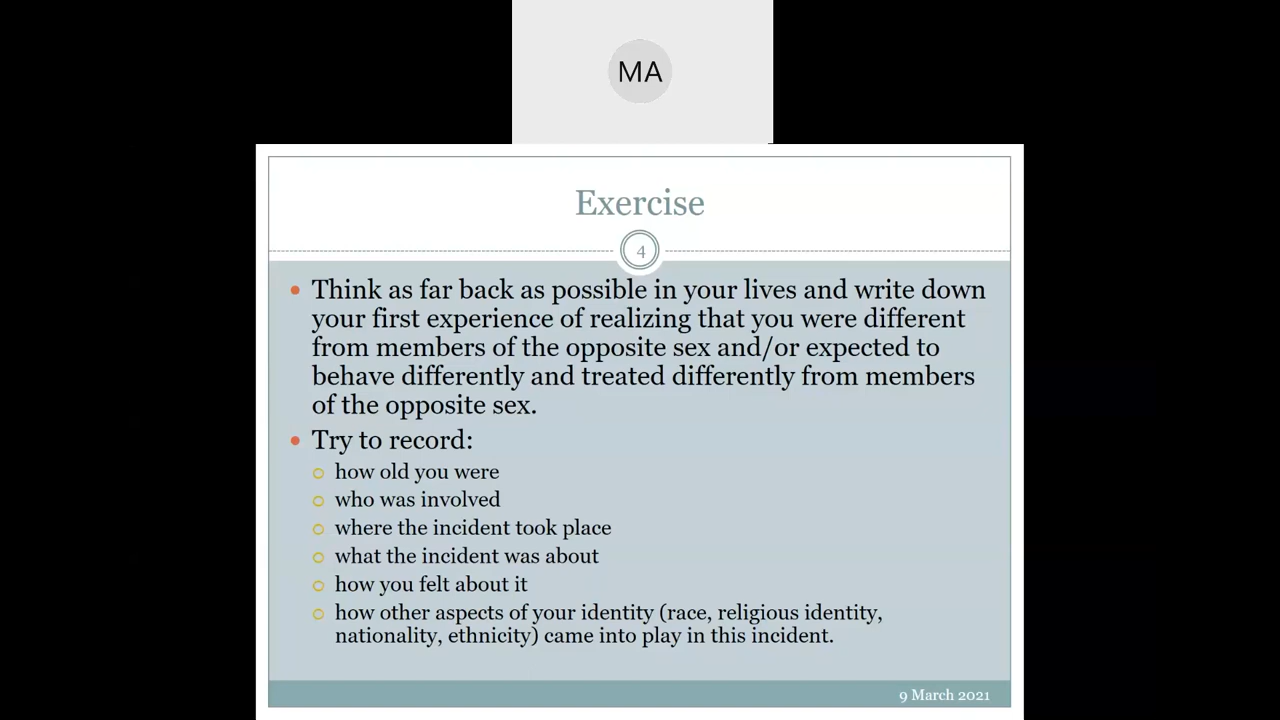 MA
Exercise
4
Think as far back as possible in your lives and write down
your first experience of realizing that you were different
from members of the opposite sex and/or expected to
behave differently and treated differently from members
of the opposite sex.
Try to record:
how old you were
who was involved
where the incident took place
what the incident was about
how you felt about it
how other aspects of your identity (race, religious identity,
nationality, ethnicity) came into play in this incident.
9 March 2021